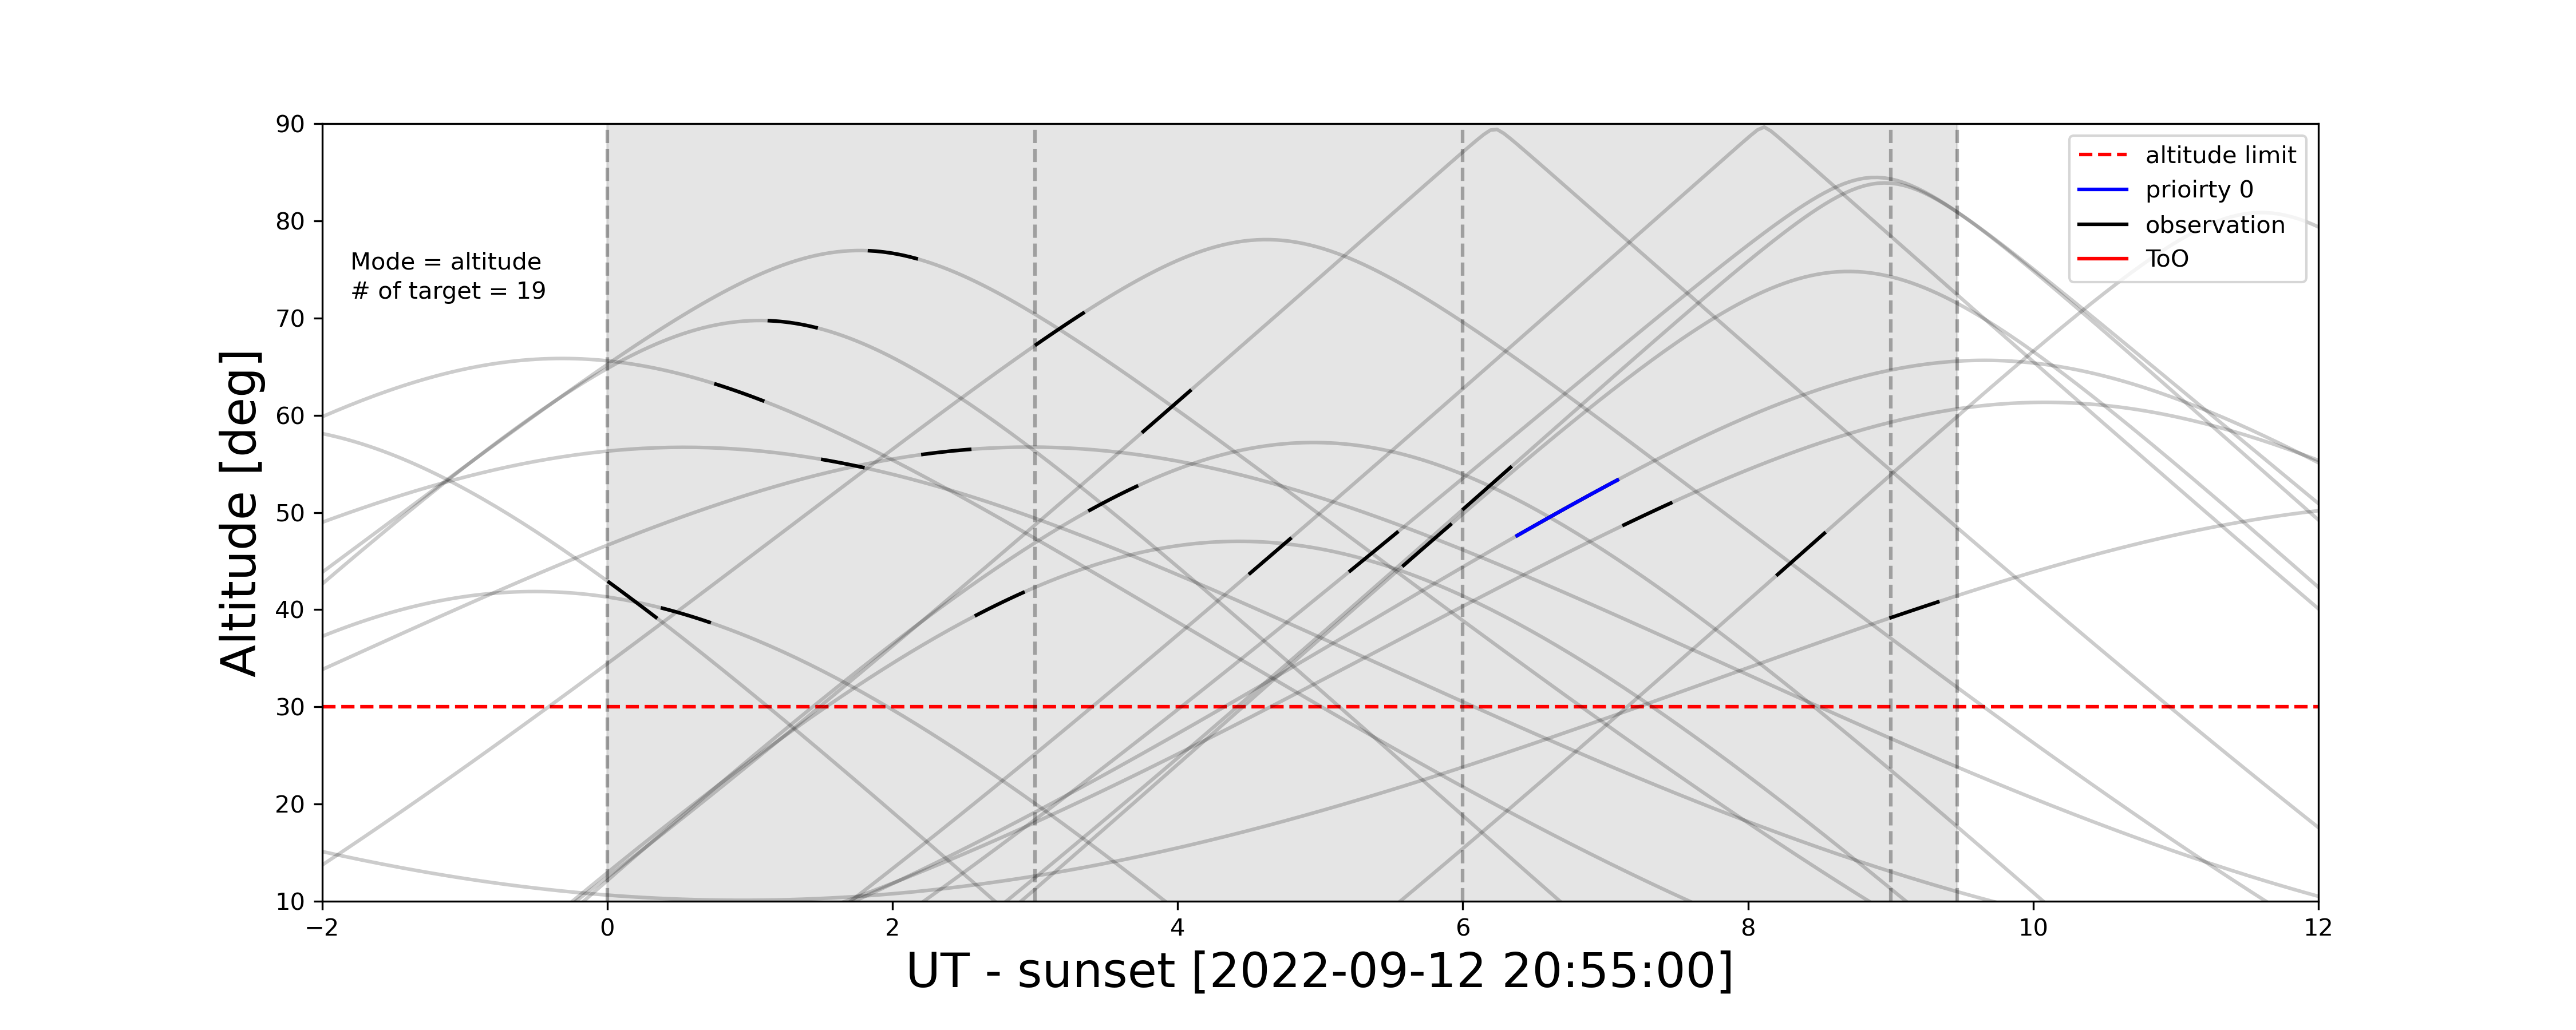 90
80
70
60
50
40
30
20
10
Altitude [deg]
Mode = altitude
# of target = 19
altitude limit
prioirty 0
observation
ToO
−2 0 2 4 6 8 10 12
UT - sunset [2022-09-12 20:55:00]